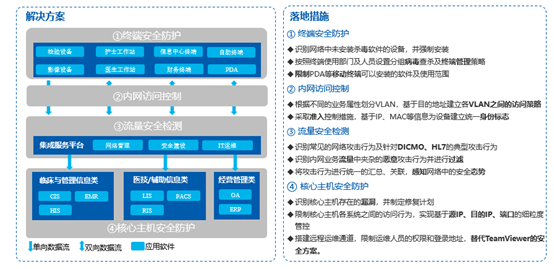 解决方案
①终端安全防护
检验设备
护士工作站
信息中心终端
自助终端
影像设备
医生工作站
财务终端
PDA
②内网访问控制
③流量安全检测
集成服务平台
网络管理
安全建设
IT运维
临床与管理信息类
CIS
EMR
HIS
医技/辅助信息类
LIS
PACS
RIS
经营管理类
OA
ERP
④核心主机安全防护
单向数据流
双向数据流
应用软件
落地措施
① 终端安全防护
◆识别网络中未安装杀毒软件的设备，并强制安装
◆按照终端使用部门及人员设置分组病毒查杀及终端管理策略
◆限制PDA等移动终端可以安装的软件及使用范围
② 内网访问控制
◆根据不同的业务属性划分VLAN，基于目的地址建立各VLAN之间的访问策略
◆采取准入控制措施，基于IP、MAC等信息为设备建立统一身份标志
③ 流量安全检测
◆识别常见的网络攻击行为及针对DICMO、HL7的典型攻击行为
◆识别内网业务流量中夹杂的恶意攻击行为并进行过滤
◆将攻击行为进行统一的汇总、关联，感知网络中的安全态势
④ 核心主机安全防护
◆识别核心主机存在的漏洞，并制定修复计划
◆限制核心主机各系统之间的访问行为，实现基于源IP、目的IP、端口的细粒度
管控
◆搭建远程运维通道，限制运维人员的权限和登录地址，替代TeamViewer的安
全方案。